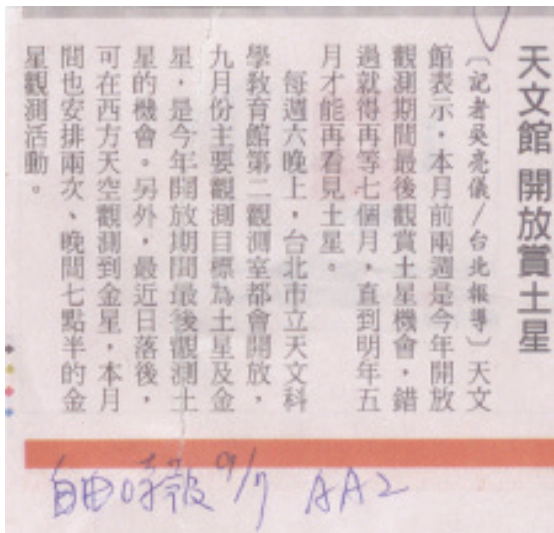 天文館 開放賞土星
〔記者吳亮儀／台北報導〕天文
館表示，本月前兩週是今年開放
觀測期間最後觀賞土星機會，錯
過就得再等七個月，直到明年五
月才能再看見土星。
每週六晚上，台北市立天文科
學教育館第二觀測室都會開放，
九月份主要觀測目標為土星及金
星，是今年開放期間最後觀測土
星的機會。另外，最近日落後，
可在西方天空觀測到金星，本月
間也安排兩次、晚間七點半的金
星觀測活動。
自由時報 9/7 AA2